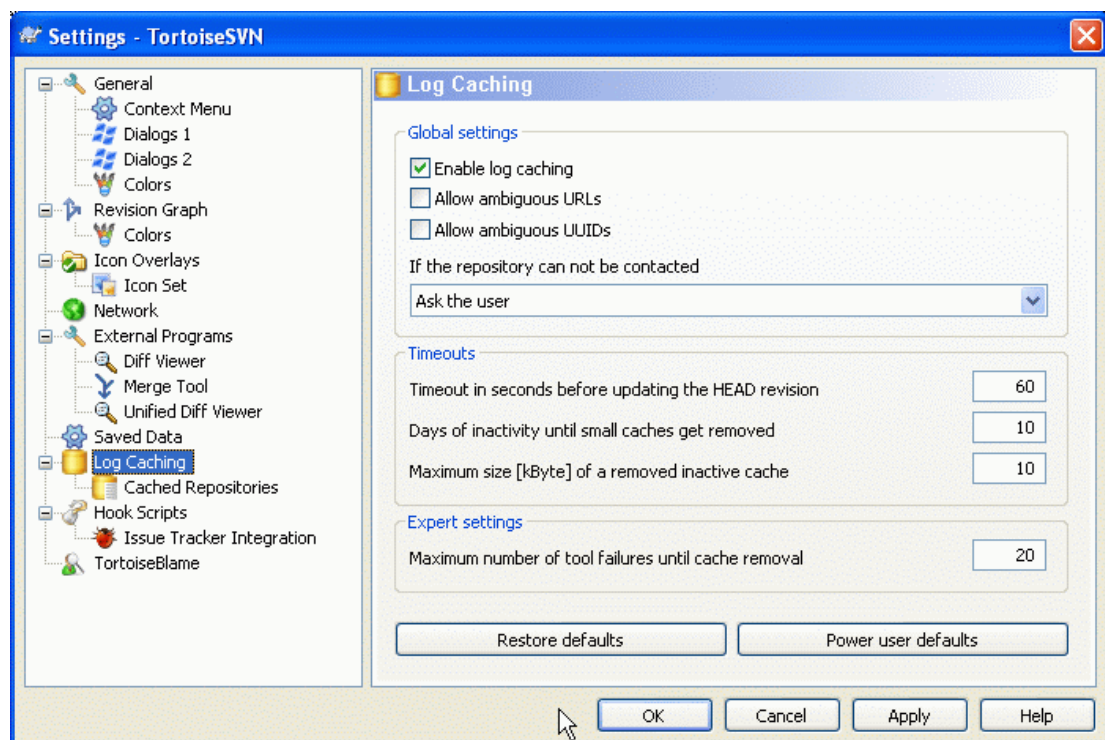 Settings - TortoiseSVN
General
Context Menu
Dialogs 1
Dialogs 2
Colors
Revision Graph
Colors
Icon Overlays
Icon Set
Network
External Programs
Diff Viewer
Merge Tool
Unified Diff Viewer
Saved Data
Log Caching
Cached Repositories
Hook Scripts
Issue Tracker Integration
TortoiseBlame
Log Caching
Global settings
Enable log caching
Allow ambiguous URLs
Allow ambiguous UUIDs
If the repository can not be contacted
Ask the user
Timeouts
Timeout in seconds before updating the HEAD revision 60
Days of inactivity until small caches get removed 10
Maximum size [kByte] of a removed inactive cache 10
Expert settings
Maximum number of tool failures until cache removal 20
Restore defaults Power user defaults
OK Cancel Apply Help